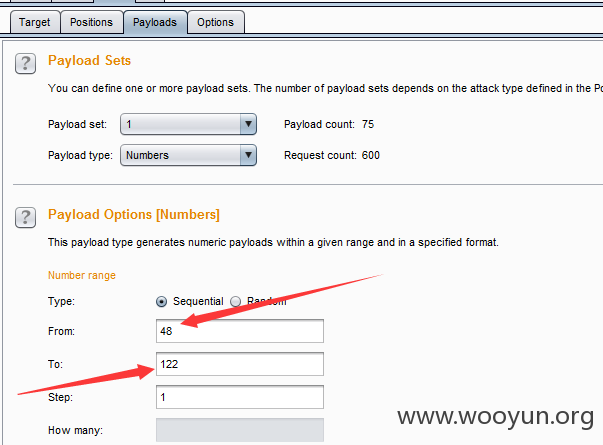 Target Positions Payloads Options
? Payload Sets
You can define one or more payload sets. The number of payload sets depends on the attack type defined in the Po
Payload set: 1 Payload count: 75
Payload type: Numbers Request count: 600
? Payload Options [Numbers]
This payload type generates numeric payloads within a given range and in a specified format.
Number range
Type: Sequential Random
From: 48
To: 122
Step: 1
How many:
www.wooyun.org